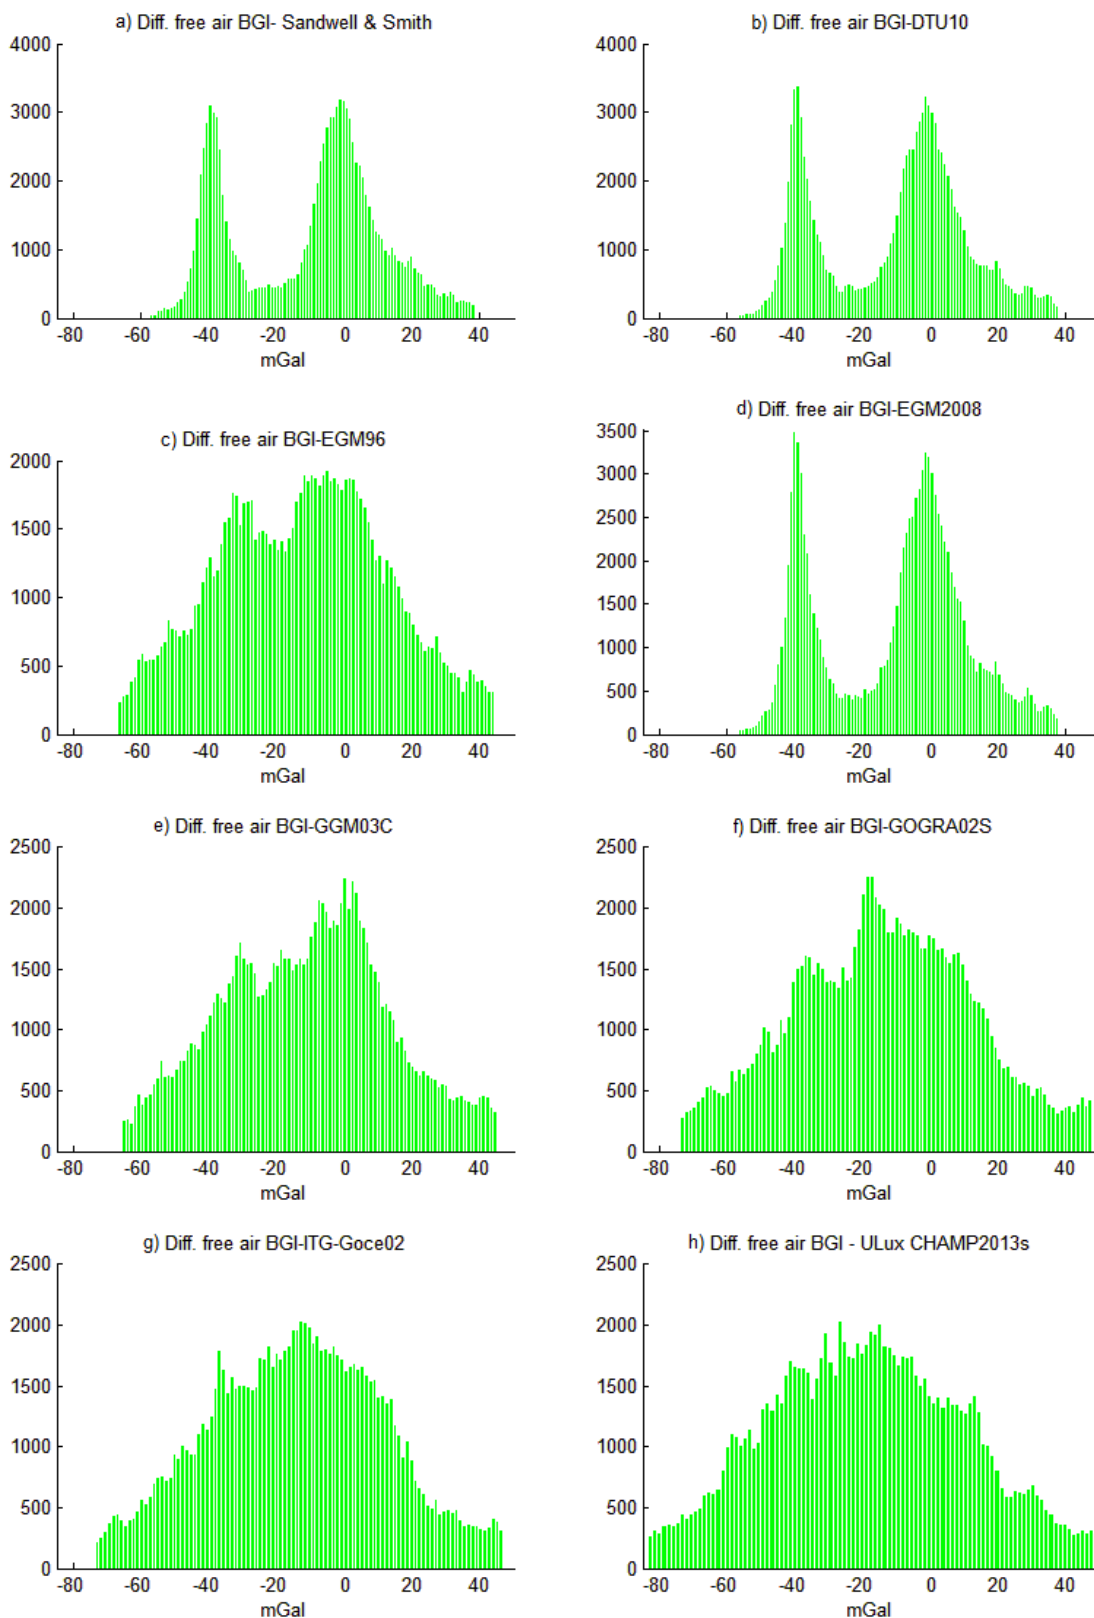 a) Diff. free air BGI- Sandwell & Smith
4000
3000
2000
1000
0
-80 -60 -40 -20 0 20 40
mGal
b) Diff. free air BGI-DTU10
4000
3000
2000
1000
0
-80 -60 -40 -20 0 20 40
mGal
c) Diff. free air BGI-EGM96
2000
1500
1000
500
0
-80 -60 -40 -20 0 20 40
mGal
d) Diff. free air BGI-EGM2008
3500
3000
2500
2000
1500
1000
500
0
-80 -60 -40 -20 0 20 40
mGal
e) Diff. free air BGI-GGM03C
2500
2000
1500
1000
500
0
-80 -60 -40 -20 0 20 40
mGal
f) Diff. free air BGI-GOGRA02S
2500
2000
1500
1000
500
0
-80 -60 -40 -20 0 20 40
mGal
g) Diff. free air BGI-ITG-Goce02
2500
2000
1500
1000
500
0
-80 -60 -40 -20 0 20 40
mGal
h) Diff. free air BGI - ULux CHAMP2013s
2500
2000
1500
1000
500
0
-80 -60 -40 -20 0 20 40
mGal